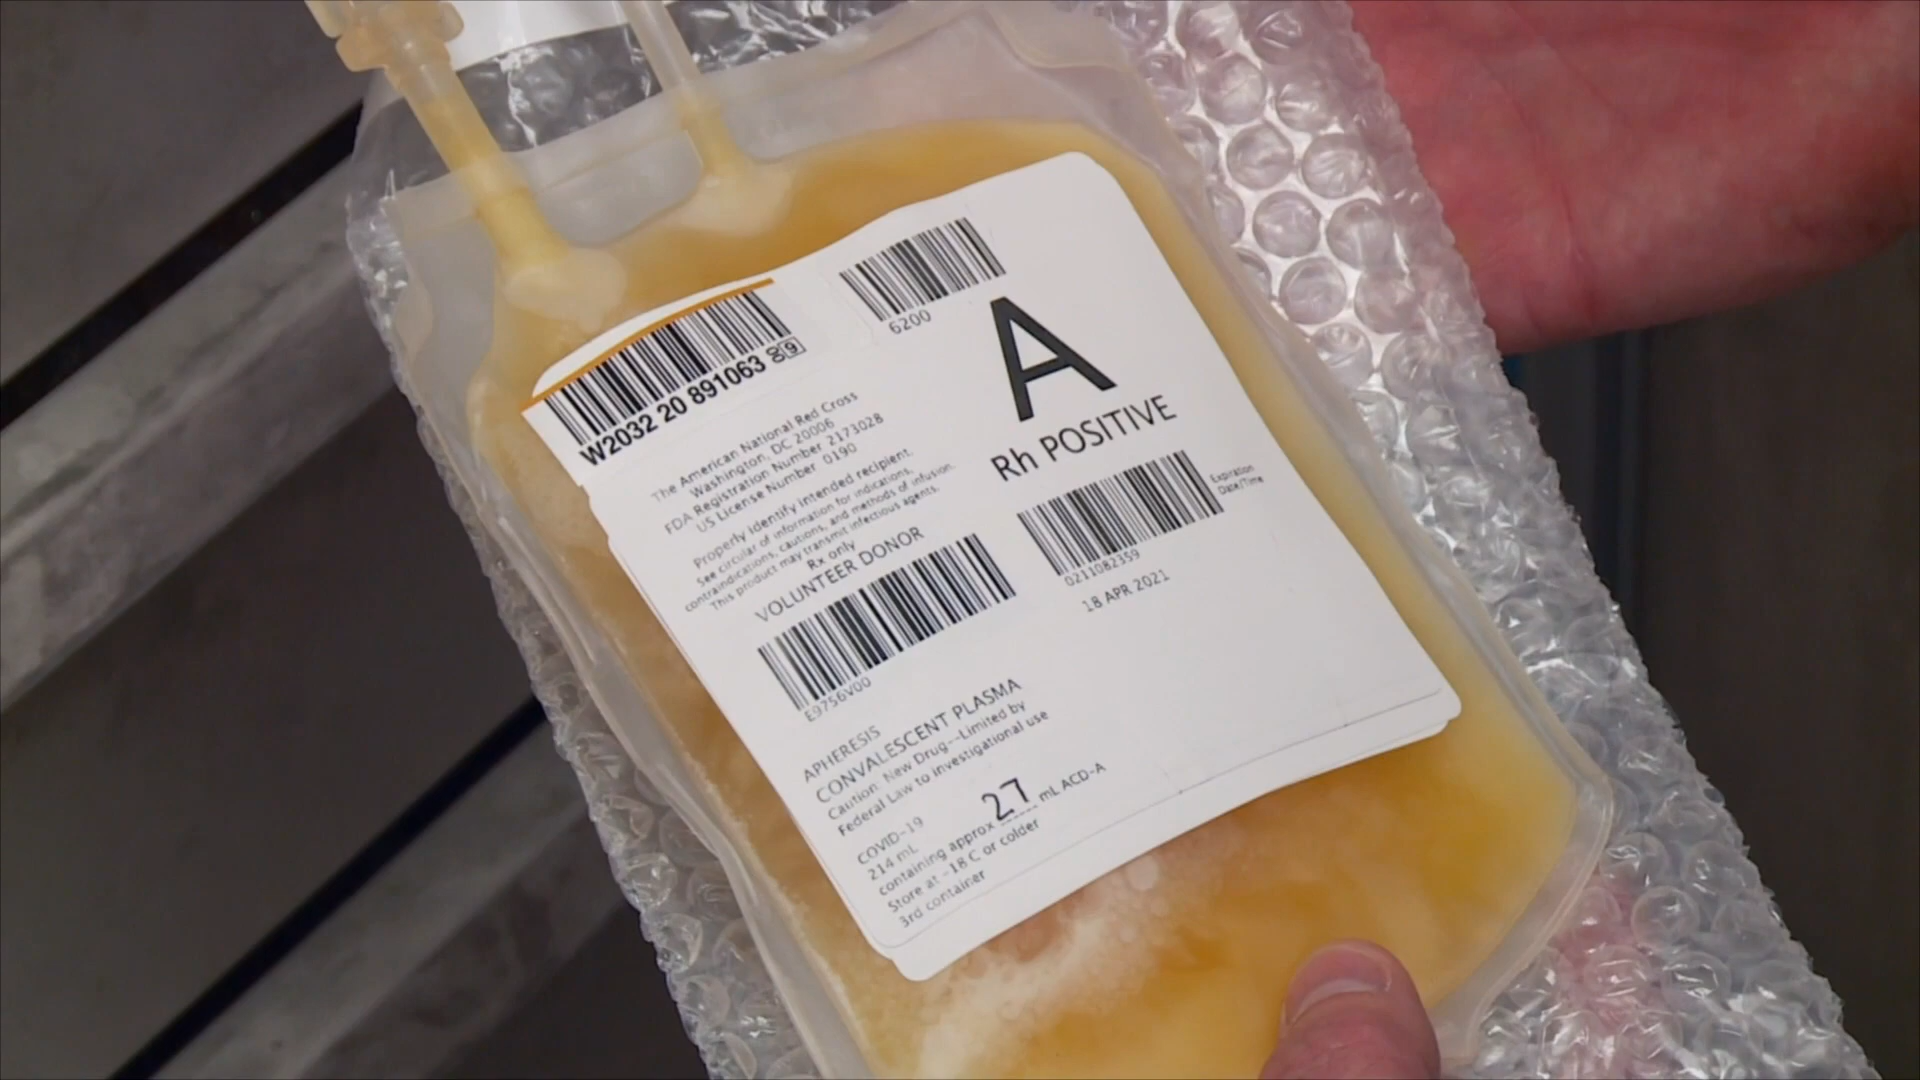 W2032 20 891063 89 9
6200
A
Rh POSITIVE
The American National Red Cross
Washington, DC 20006
FDA Registration Number 2173028
US License Number 0190
Properly identify intended recipient.
See circular of information for indications,
contraindications, cautions, and methods of infusion.
This product may transmit infectious agents.
Rx only
VOLUNTEER DONOR
Expiration
Date/Time
0211082359
18 APR 2021
E9756V00
APHERESIS
CONVALESCENT PLASMA
Caution: New Drug--Limited by
Federal Law to investigational use
COVID-19
214 mL
containing approx 27 mL ACD-A
Store at -18 C or colder
3rd container